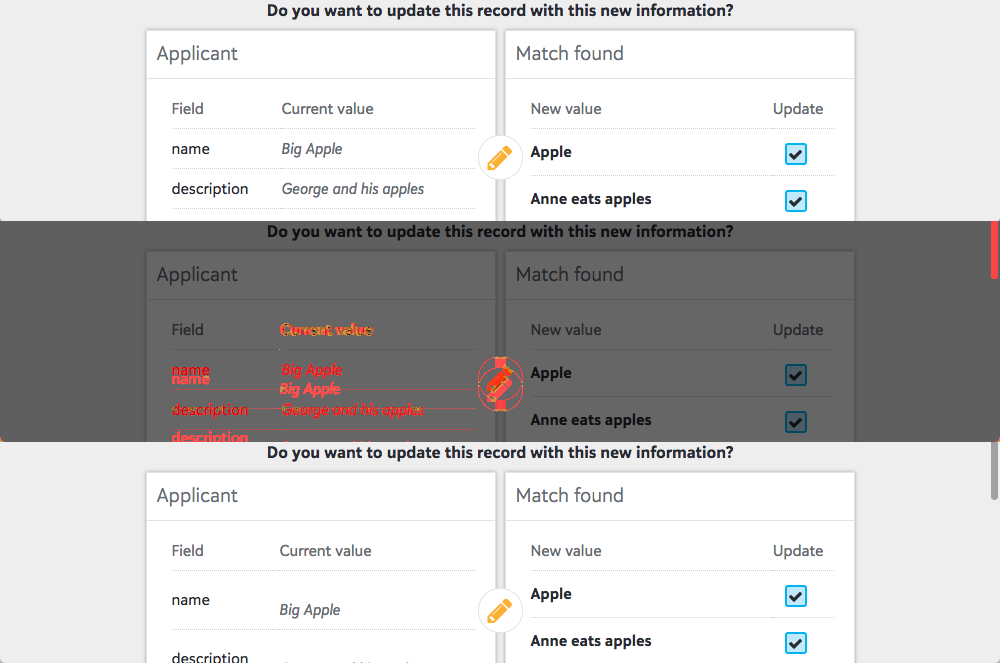 Do you want to update this record with this new information?
Applicant Match found
Field Current value New value Update
name Big Apple Apple
description George and his apples Anne eats apples
Do you want to update this record with this new information?
Applicant Match found
Field Current value New value Update
name Big Apple Apple
name Big Apple
description George and his apples Anne eats apples
description
Do you want to update this record with this new information?
Applicant Match found
Field Current value New value Update
name Big Apple Apple
Anne eats apples
description